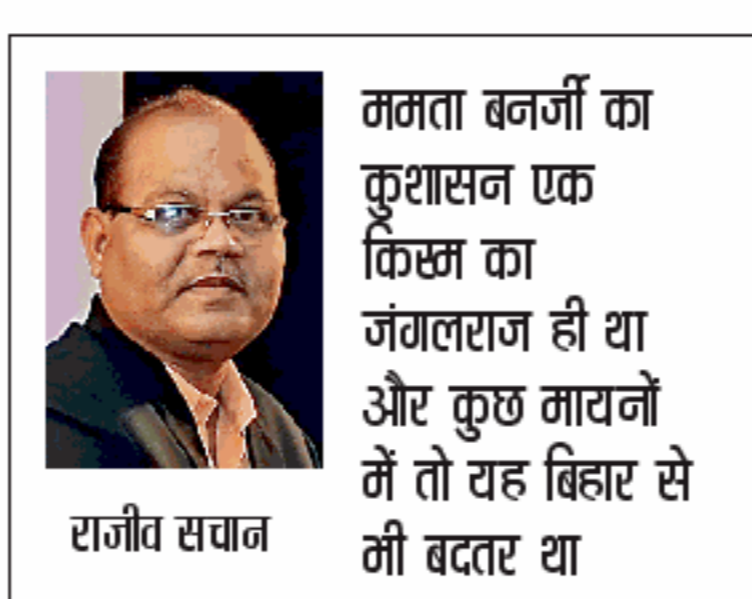 ममता बनर्जी का
कुशासन एक
किस्म का
जंगलराज ही था
और कुछ मायनों
में तो यह बिहार से
भी बदतर था
राजीव सचान